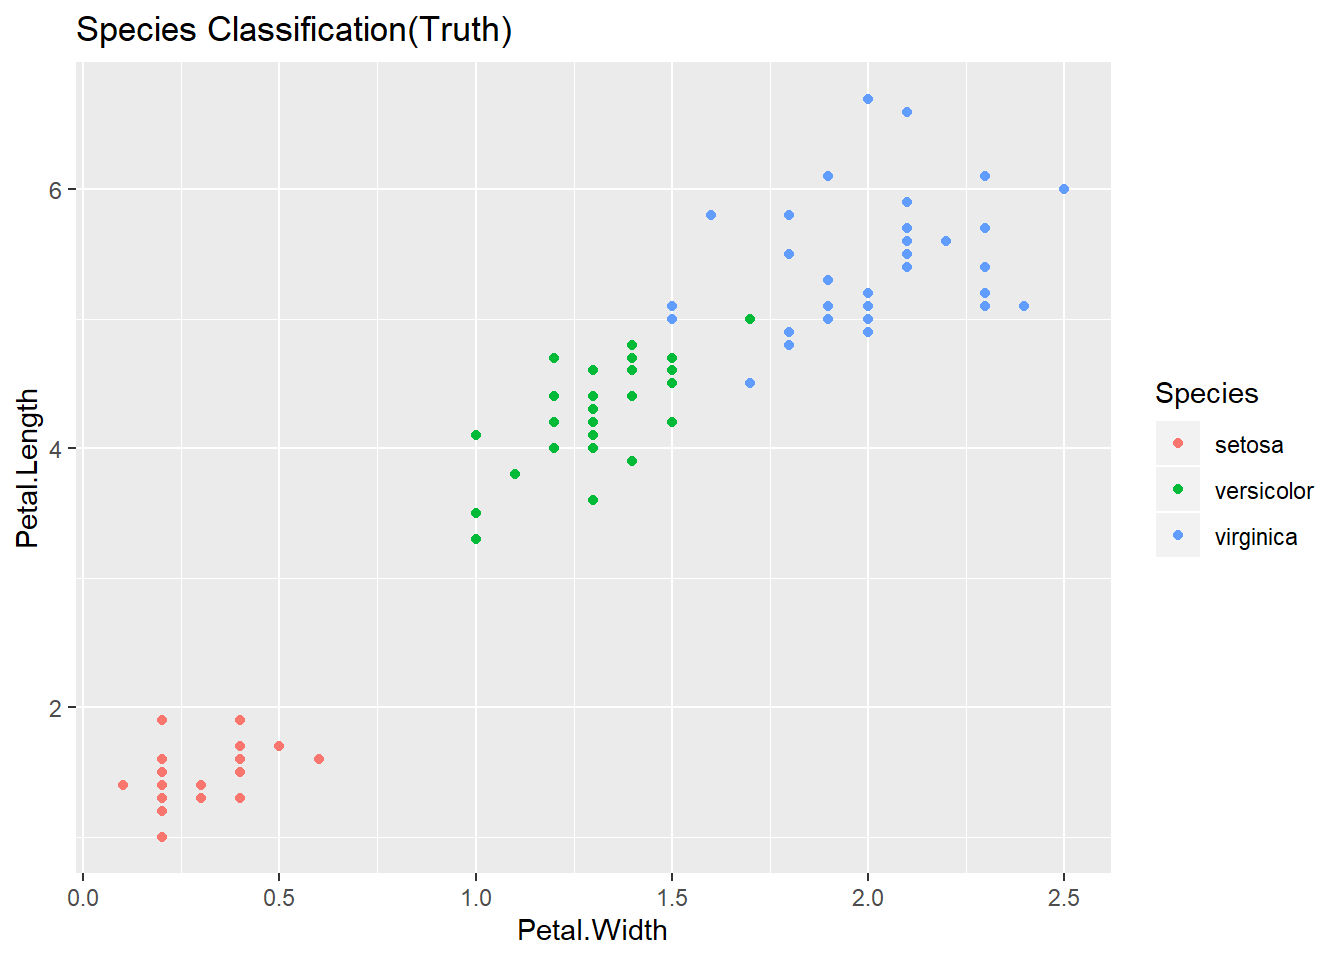 Species Classification(Truth)
6
4
2
Petal.Length
0.0 0.5 1.0 1.5 2.0 2.5
Petal.Width
Species
setosa
versicolor
virginica